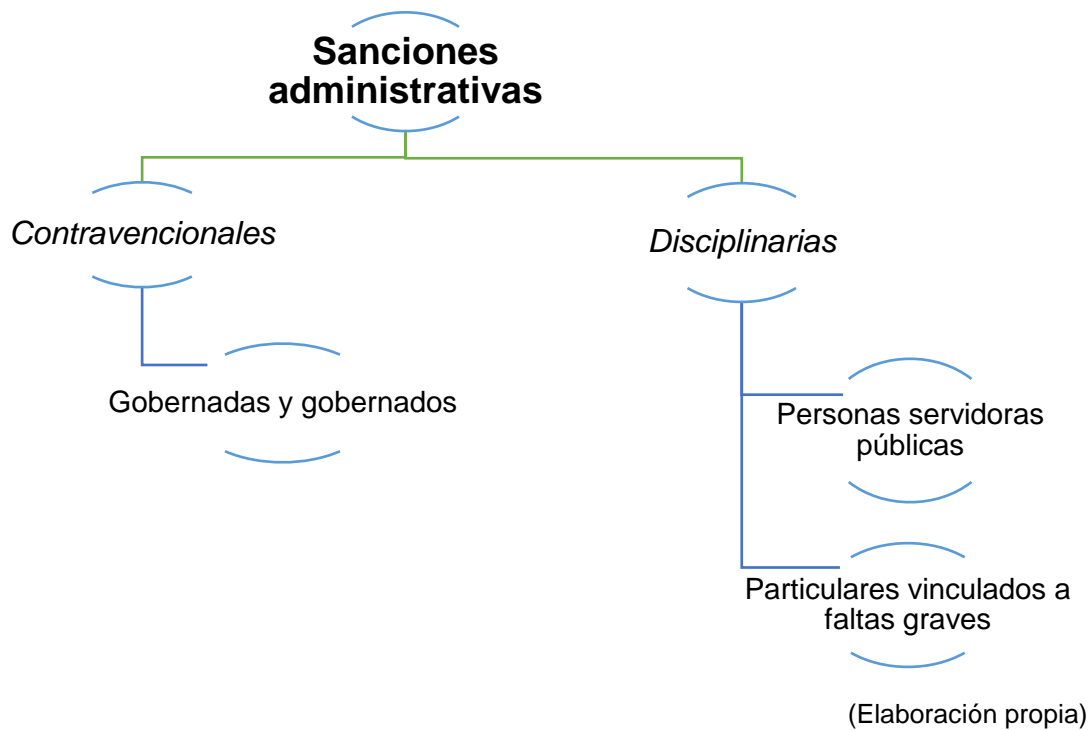 Sanciones
administrativas
Contravencionales
Disciplinarias
Gobernadas y gobernados
Personas servidoras
públicas
Particulares vinculados a
faltas graves
(Elaboración propia)